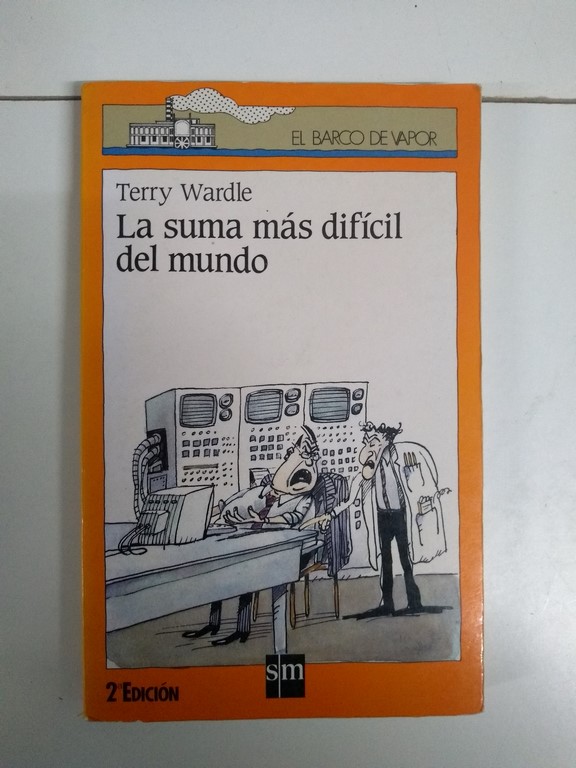 EL BARCO DE VAPOR
Terry Wardle
La suma más difícil
del mundo
sm
2ª EDICIÓN